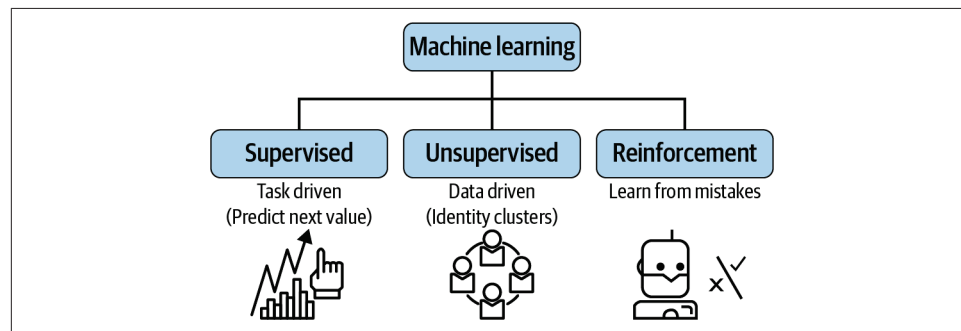 Machine learning
Supervised
Unsupervised
Reinforcement
Task driven
(Predict next value)
Data driven
(Identity clusters)
Learn from mistakes